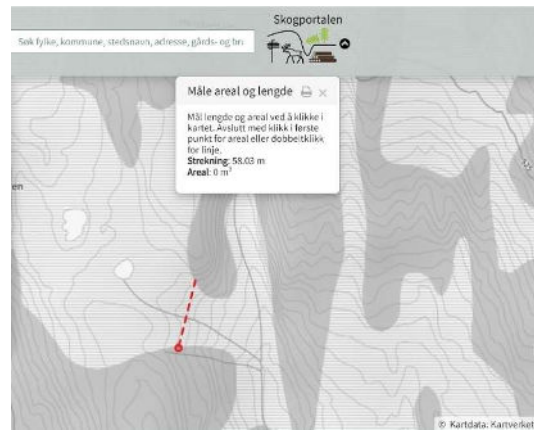 Skogportalen
Søk fylke, kommune, stedsnavn, adresse, gårds- og bru
Måle areal og lengde
Mål lengde og areal ved å klikke i
kartet. Avslutt med klikk i første
punkt for areal eller dobbeltklikk
for linje.
Strekning: 58.03 m
Areal: 0 m²
en
© Kartdata: Kartverket